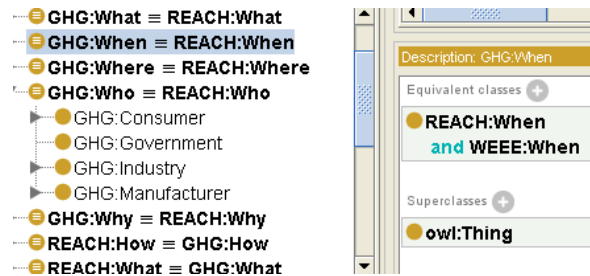 GHG:What ≡ REACH:What
GHG:When ≡ REACH:When
GHG:Where ≡ REACH:Where
GHG:Who ≡ REACH:Who
GHG:Consumer
GHG:Government
GHG:Industry
GHG:Manufacturer
GHG:Why ≡ REACH:Why
REACH:How ≡ GHG:How
REACH:What ≡ GHG:What
Description: GHG:When
Equivalent classes
REACH:When
and WEEE:When
Superclasses
owl:Thing